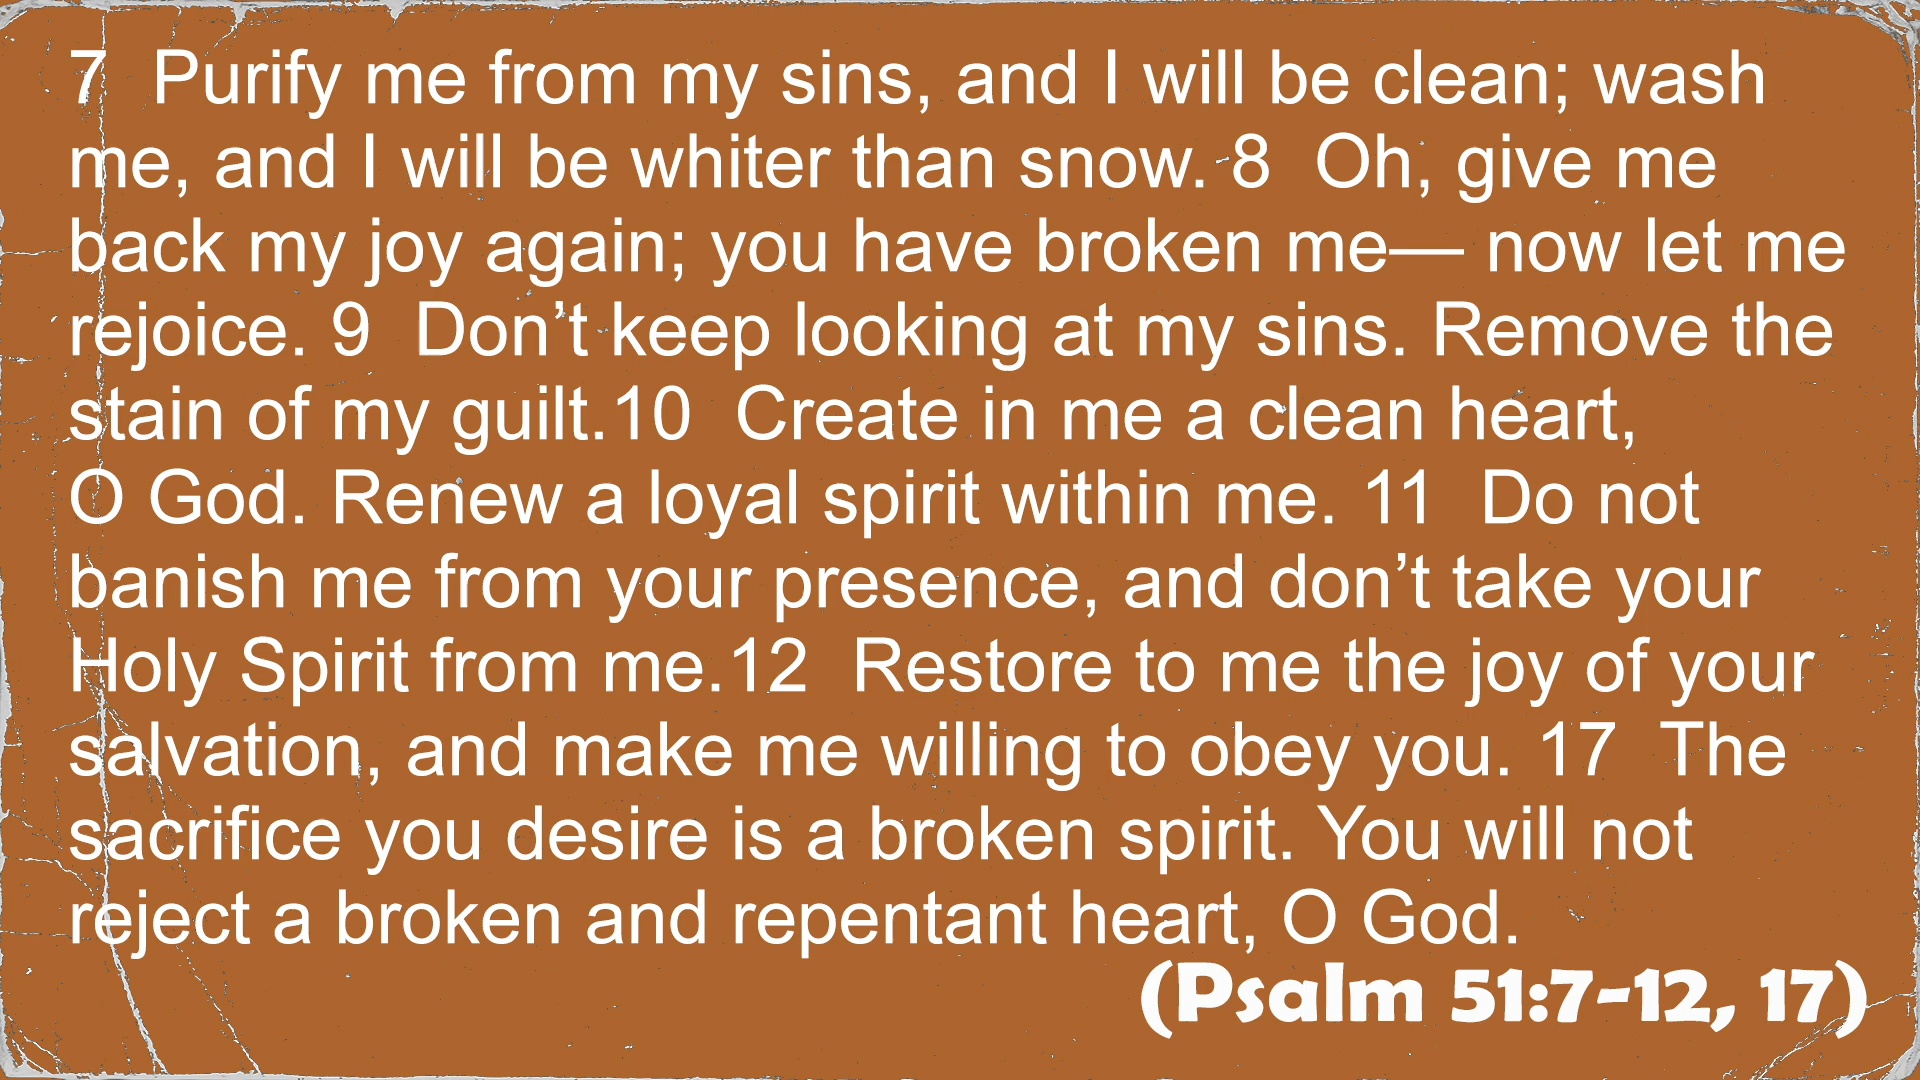 7  Purify me from my sins, and I will be clean; wash
me, and I will be whiter than snow. 8  Oh, give me
back my joy again; you have broken me— now let me
rejoice. 9  Don’t keep looking at my sins. Remove the
stain of my guilt.10  Create in me a clean heart,
O God. Renew a loyal spirit within me. 11  Do not
banish me from your presence, and don’t take your
Holy Spirit from me.12  Restore to me the joy of your
salvation, and make me willing to obey you. 17  The
sacrifice you desire is a broken spirit. You will not
reject a broken and repentant heart, O God.
(Psalm 51:7-12, 17)